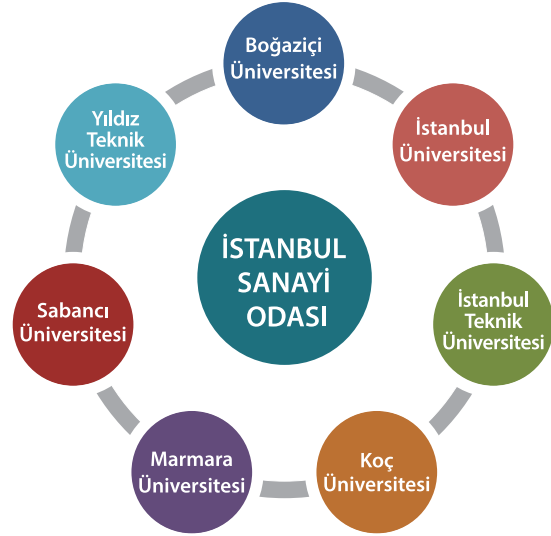 Boğaziçi
Üniversitesi
İstanbul
Üniversitesi
İstanbul
Teknik
Üniversitesi
Koç
Üniversitesi
Marmara
Üniversitesi
Sabancı
Üniversitesi
Yıldız
Teknik
Üniversitesi
İSTANBUL
SANAYİ
ODASI